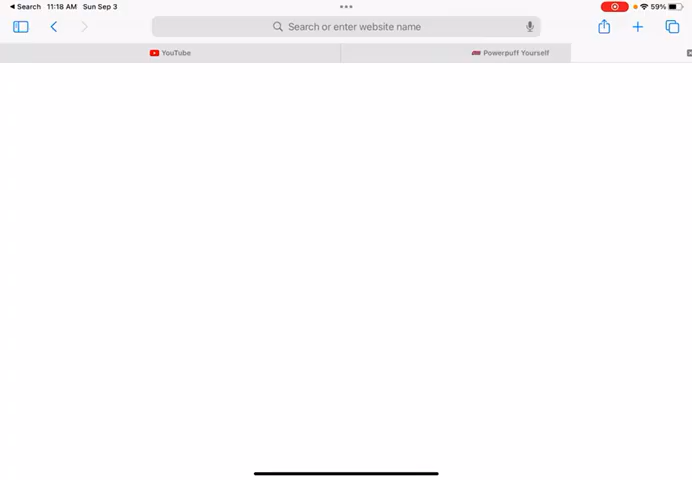 Search 11:18 AM Sun Sep 3 59%
Search or enter website name
YouTube Powerpuff Yourself